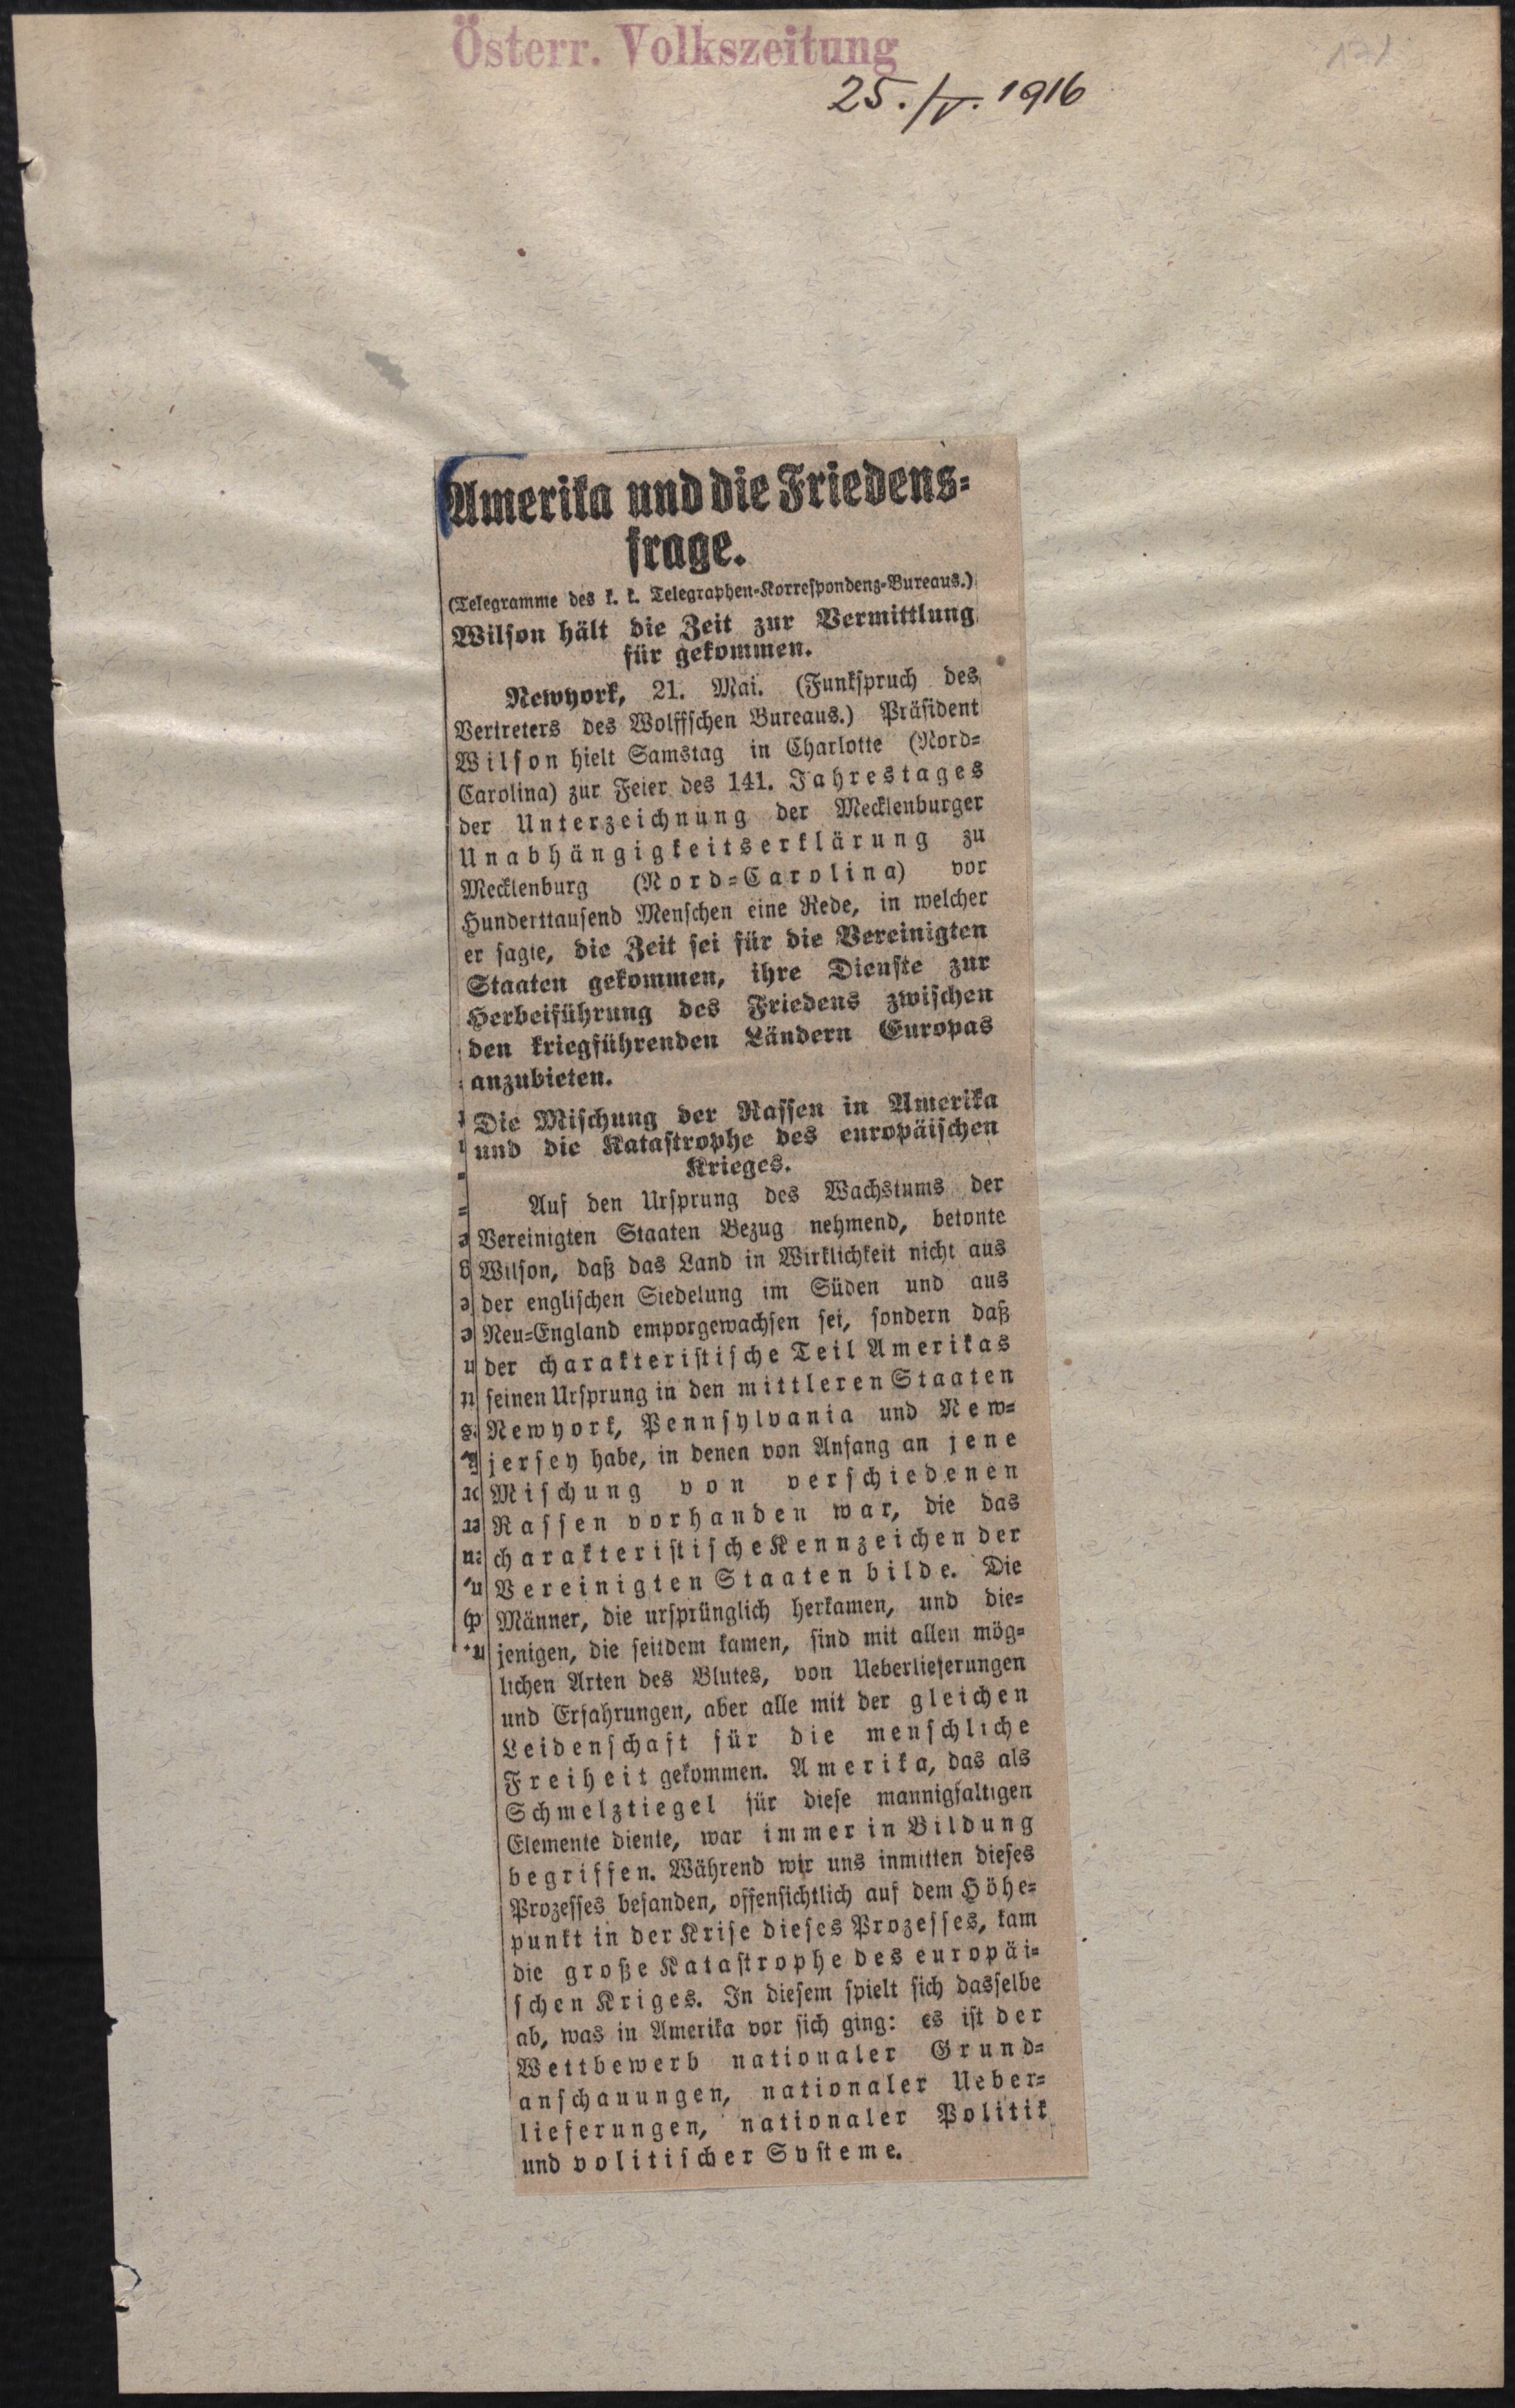 Österr. Volkszeitung
25./V. 1916
171
Amerika und die Friedens-
frage.
(Telegramme des k. k. Telegraphen-Korrespondenz-Bureaus.)
Wilson hält die Zeit zur Vermittlung
für gekommen.
Newyork, 21. Mai. (Funkspruch des
Vertreters des Wolffschen Bureaus.) Präsident
Wilson hielt Samstag in Charlotte (Nord-
Carolina) zur Feier des 141. Jahrestages
der Unterzeichnung der Mecklenburger
Unabhängigkeitserklärung zu
Mecklenburg (Nord-Carolina) vor
Hunderttausend Menschen eine Rede, in welcher
er sagte, die Zeit sei für die Vereinigten
Staaten gekommen, ihre Dienste zur
Herbeiführung des Friedens zwischen
den kriegführenden Ländern Europas
anzubieten.
Die Mischung der Rassen in Amerika
und die Katastrophe des europäischen
Krieges.
Auf den Ursprung des Wachstums der
Vereinigten Staaten Bezug nehmend, betonte
Wilson, daß das Land in Wirklichkeit nicht aus
der englischen Siedelung im Süden und aus
Neu-England emporgewachsen sei, sondern daß
der charakteristische Teil Amerikas
seinen Ursprung in den mittleren Staaten
Newyork, Pennsylvania und New-
jersey habe, in denen von Anfang an jene
Mischung von verschiedenen
Rassen vorhanden war, die das
charakteristische Kennzeichen der
Vereinigten Staaten bilde. Die
Männer, die ursprünglich herkamen, und die-
jenigen, die seitdem kamen, sind mit allen mög-
lichen Arten des Blutes, von Ueberlieferungen
und Erfahrungen, aber alle mit der gleichen
Leidenschaft für die menschliche
Freiheit gekommen. Amerika, das als
Schmelztiegel für diese mannigfaltigen
Elemente diente, war immer in Bildung
begriffen. Während wir uns inmitten dieses
Prozesses befanden, offensichtlich auf dem Höhe-
punkt in der Krise dieses Prozesses, kam
die große Katastrophe des europäi-
schen Kriges. In diesem spielt sich dasselbe
ab, was in Amerika vor sich ging: es ist der
Wettbewerb nationaler Grund-
anschauungen, nationaler Ueber-
lieferungen, nationaler Politik
und politischer Systeme.